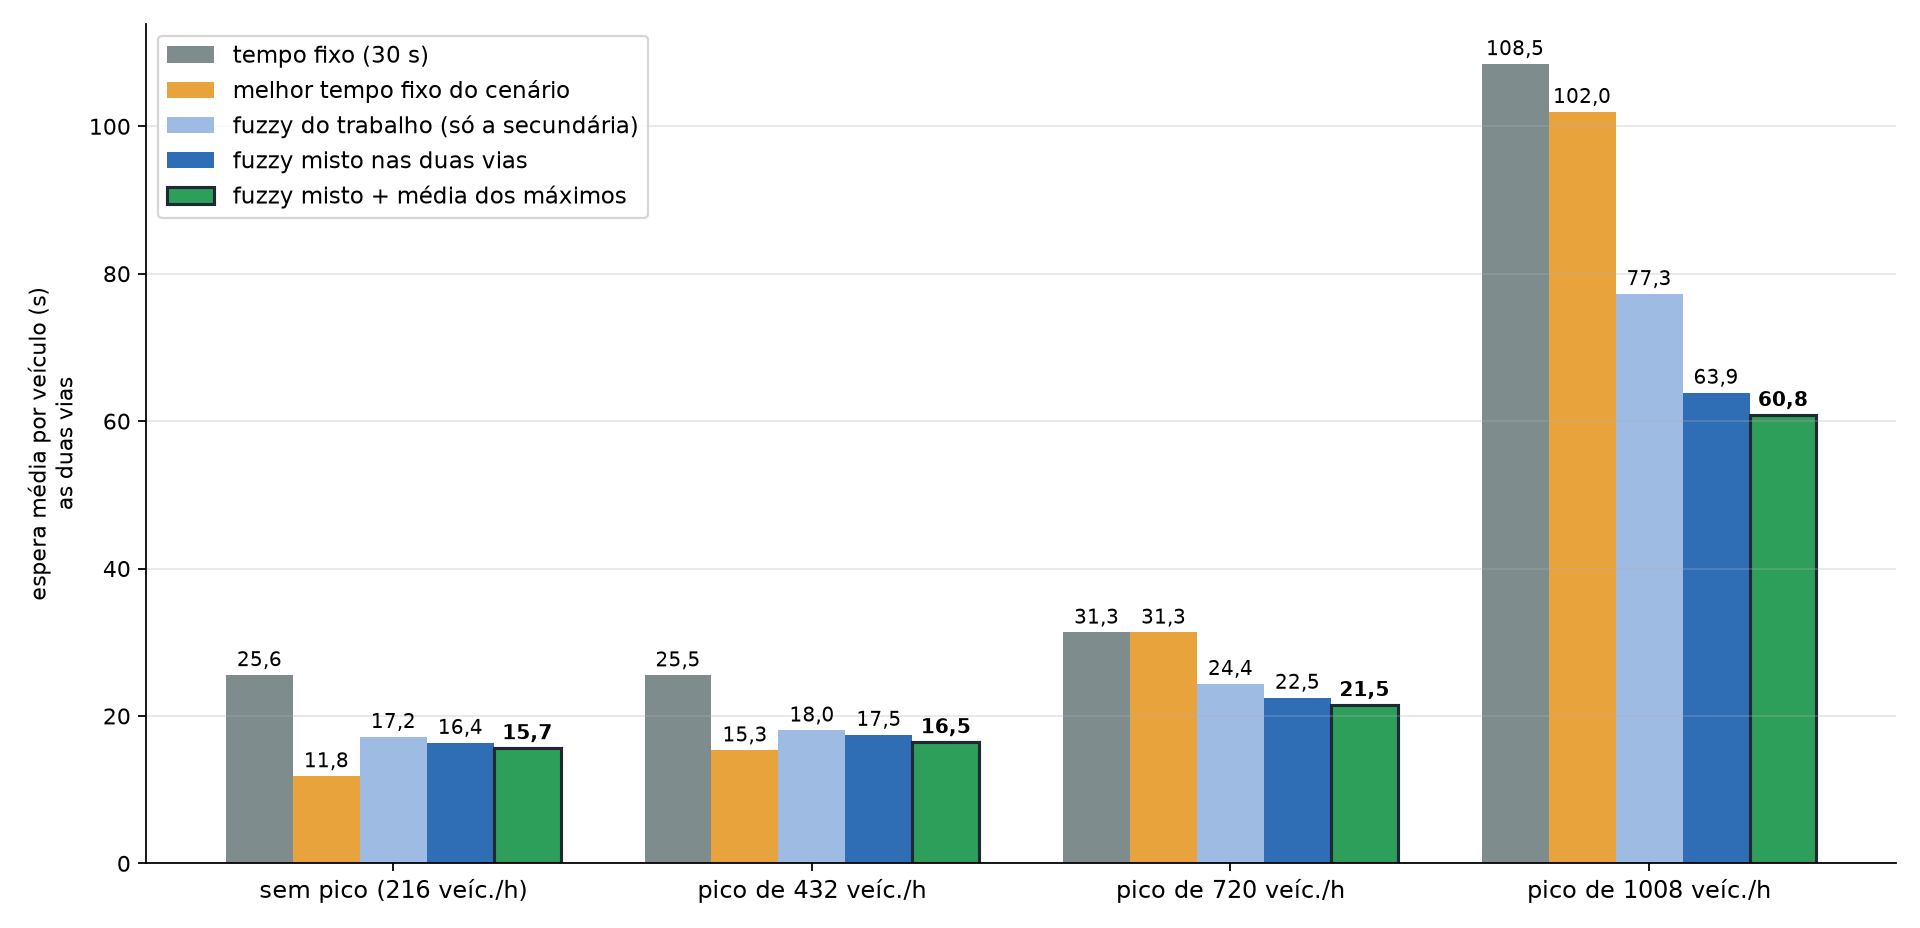 tempo fixo (30 s)
melhor tempo fixo do cenário
fuzzy do trabalho (só a secundária)
fuzzy misto nas duas vias
fuzzy misto + média dos máximos
espera média por veículo (s)
as duas vias
100
80
60
40
20
0
25,6
11,8
17,2
16,4
15,7
25,5
15,3
18,0
17,5
16,5
31,3
31,3
24,4
22,5
21,5
108,5
102,0
77,3
63,9
60,8
sem pico (216 veíc./h)
pico de 432 veíc./h
pico de 720 veíc./h
pico de 1008 veíc./h